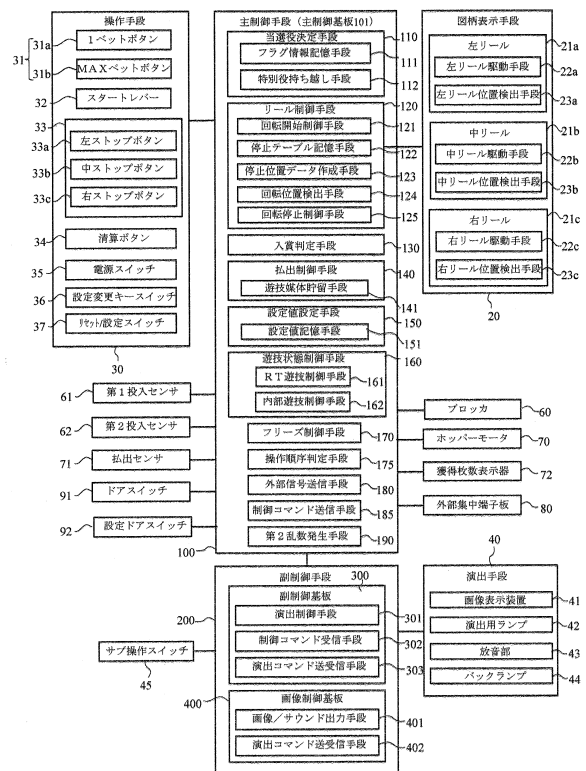 操作手段
1ベットボタン
MAXベットボタン
31
31a
31b
スタートレバー
32
33
左ストップボタン
33a
中ストップボタン
33b
右ストップボタン
33c
清算ボタン
34
電源スイッチ
35
設定変更キースイッチ
36
リセット/設定スイッチ
37
30
61
第1投入センサ
62
第2投入センサ
71
払出センサ
91
ドアスイッチ
92
設定ドアスイッチ
主制御手段(主制御基板101)
当選役決定手段
110
フラグ情報記憶手段
111
特別役持ち越し手段
112
リール制御手段
120
回転開始制御手段
121
停止テーブル記憶手段
122
停止位置データ作成手段
123
回転位置検出手段
124
回転停止制御手段
125
入賞判定手段
130
払出制御手段
140
遊技媒体貯留手段
141
設定値設定手段
150
設定値記憶手段
151
遊技状態制御手段
160
RT遊技制御手段
161
内部遊技制御手段
162
フリーズ制御手段
170
操作順序判定手段
175
外部信号送信手段
180
制御コマンド送信手段
185
第2乱数発生手段
190
100
図柄表示手段
左リール
21a
左リール駆動手段
22a
左リール位置検出手段
23a
中リール
21b
中リール駆動手段
22b
中リール位置検出手段
23b
右リール
21c
右リール駆動手段
22c
右リール位置検出手段
23c
20
ブロッカ
60
ホッパーモータ
70
獲得枚数表示器
72
外部集中端子板
80
副制御手段
300
副制御基板
200
演出制御手段
301
制御コマンド受信手段
302
演出コマンド送受信手段
303
サブ操作スイッチ
45
画像制御基板
400
画像/サウンド出力手段
401
演出コマンド送受信手段
402
40
演出手段
画像表示装置
41
演出用ランプ
42
放音部
43
バックランプ
44